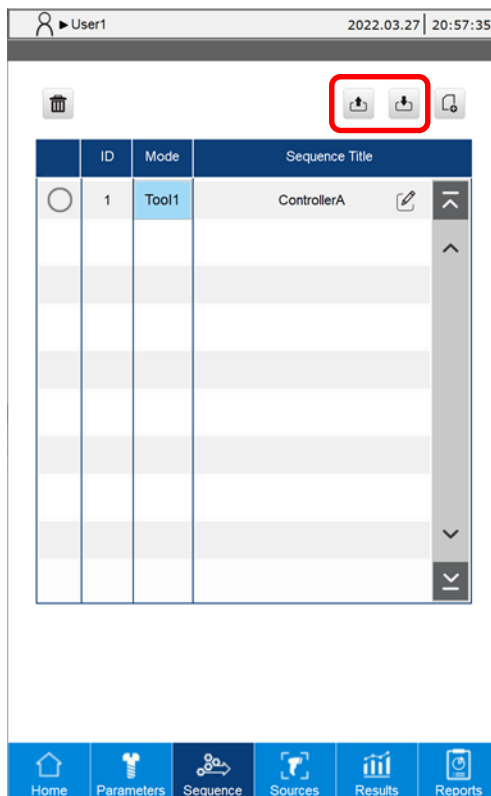 User1 2022.03.27 20:57:35
ID Mode Sequence Title
1 Tool1 ControllerA
Home Parameters Sequence Sources Results Reports